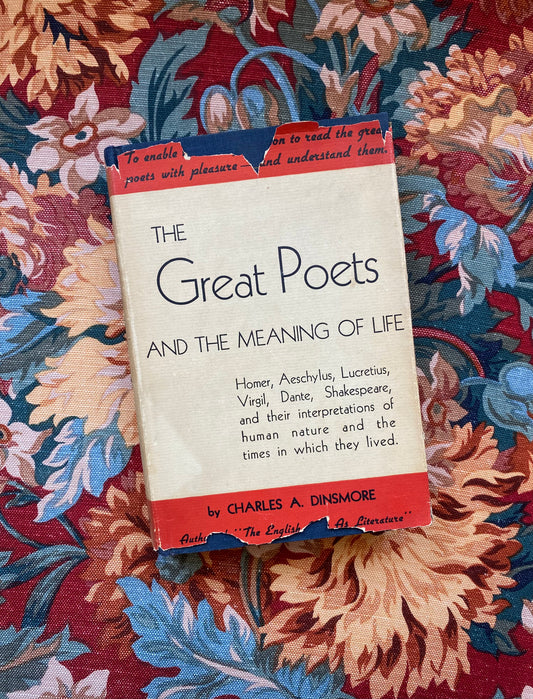 To enable on to read the grea
poets with pleasure — and understand them.
THE
Great Poets
AND THE MEANING OF LIFE
Homer, Aeschylus, Lucretius,
Virgil, Dante, Shakespeare,
and their interpretations of
human nature and the
times in which they lived.
by CHARLES A. DINSMORE
"The English As Literature"